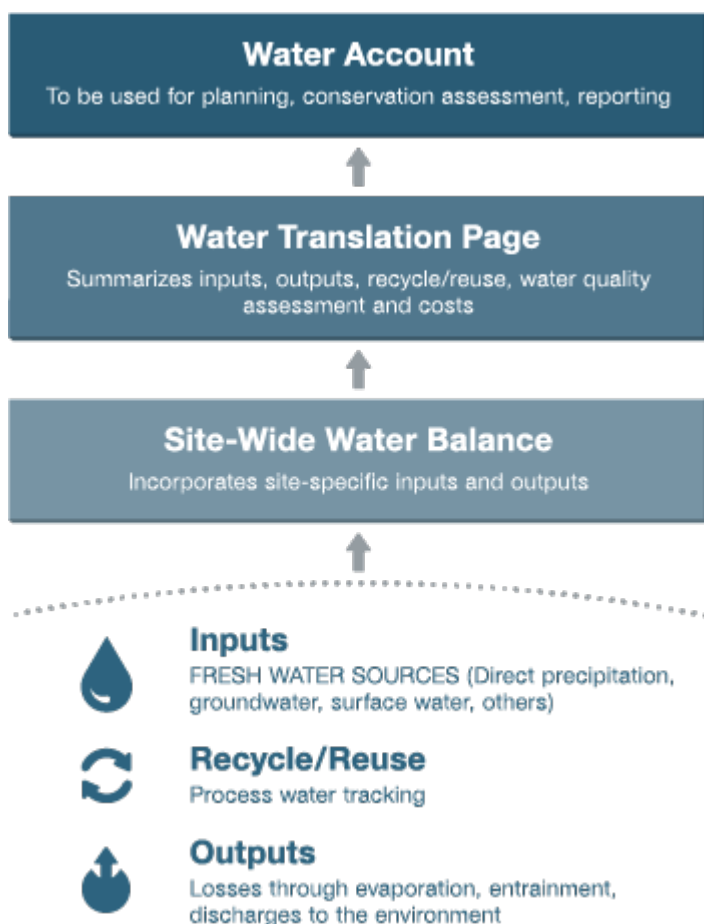 Water Account
To be used for planning, conservation assessment, reporting
Water Translation Page
Summarizes inputs, outputs, recycle/reuse, water quality
assessment and costs
Site-Wide Water Balance
Incorporates site-specific inputs and outputs
Inputs
FRESH WATER SOURCES (Direct precipitation,
groundwater, surface water, others)
Recycle/Reuse
Process water tracking
Outputs
Losses through evaporation, entrainment,
discharges to the environment